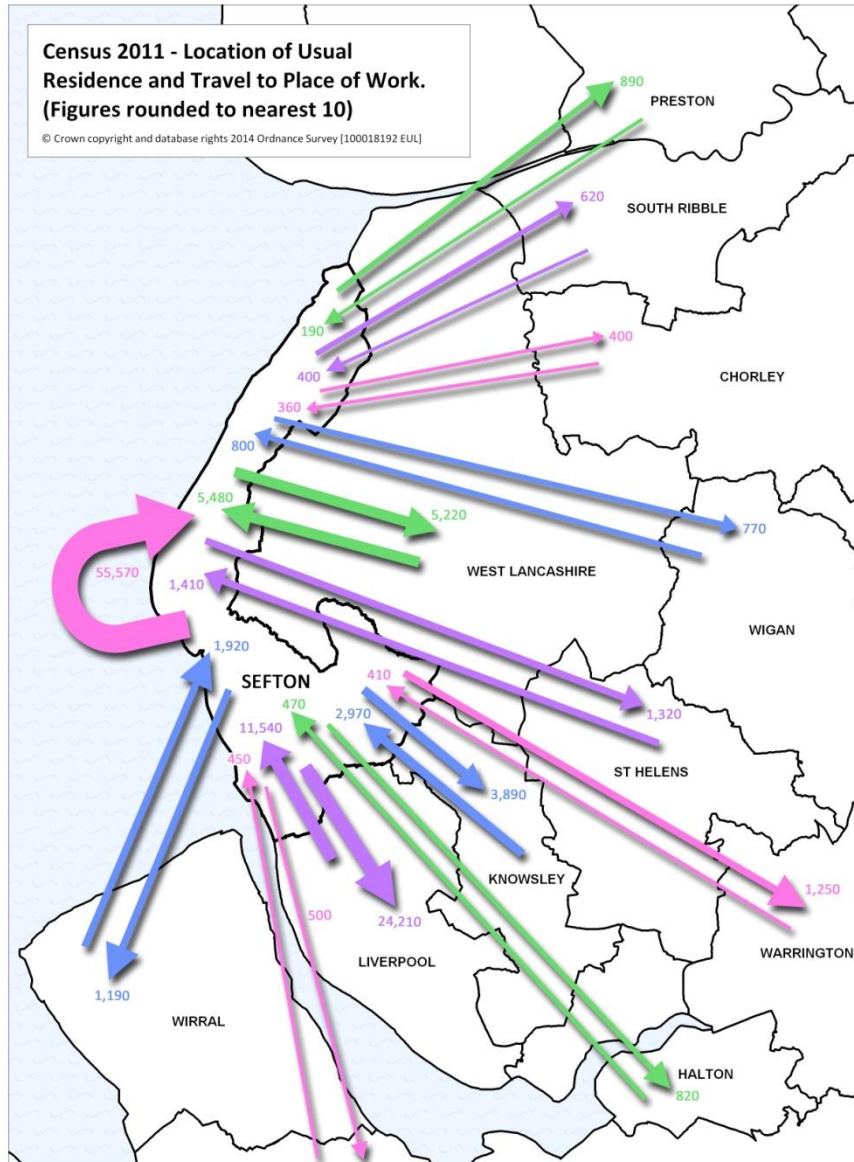 Census 2011 - Location of Usual
Residence and Travel to Place of Work.
(Figures rounded to nearest 10)
© Crown copyright and database rights 2014 Ordnance Survey [100018192 EUL]
890
PRESTON
620
SOUTH RIBBLE
190
400
400
CHORLEY
360
800
5,480
5,220
770
55,570
WEST LANCASHIRE
1,410
WIGAN
1,920
SEFTON
410
470
2,970
1,320
11,540
450
ST HELENS
3,890
KNOWSLEY
1,250
500
24,210
WARRINGTON
LIVERPOOL
1,190
WIRRAL
HALTON
820